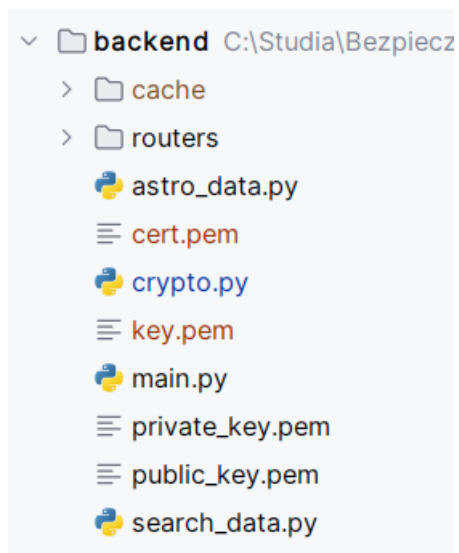 backend C:\Studia\Bezpiecz
cache
routers
astro_data.py
cert.pem
crypto.py
key.pem
main.py
private_key.pem
public_key.pem
search_data.py